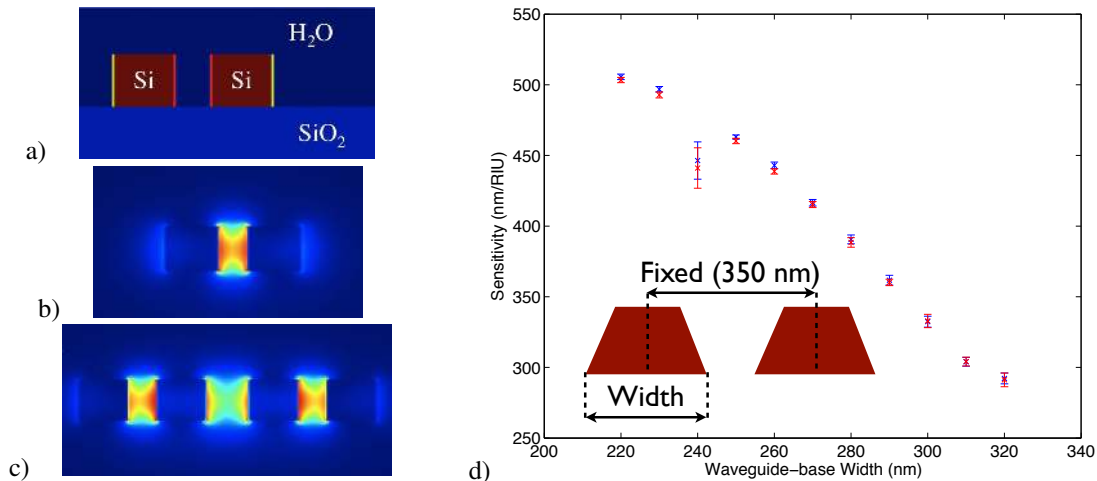 H2O
Si Si
SiO2
a)
b)
c)
d)
550
500
450
400
350
300
250
200 220 240 260 280 300 320 340
Sensitivity (nm/RIU)
Waveguide-base Width (nm)
Fixed (350 nm)
Width